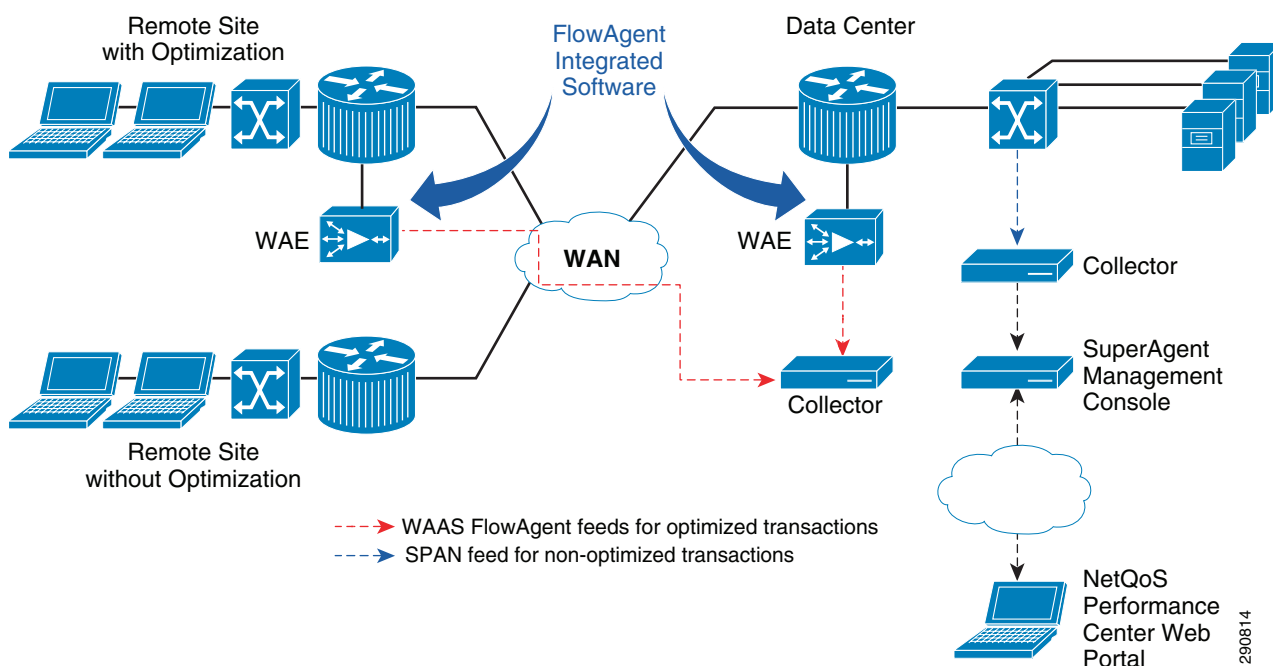 Remote Site
with Optimization
FlowAgent
Integrated
Software
Data Center
WAE
WAN
WAE
Collector
Collector
SuperAgent
Management
Console
Remote Site
without Optimization
WAAS FlowAgent feeds for optimized transactions
SPAN feed for non-optimized transactions
NetQoS
Performance
Center Web
Portal
290814